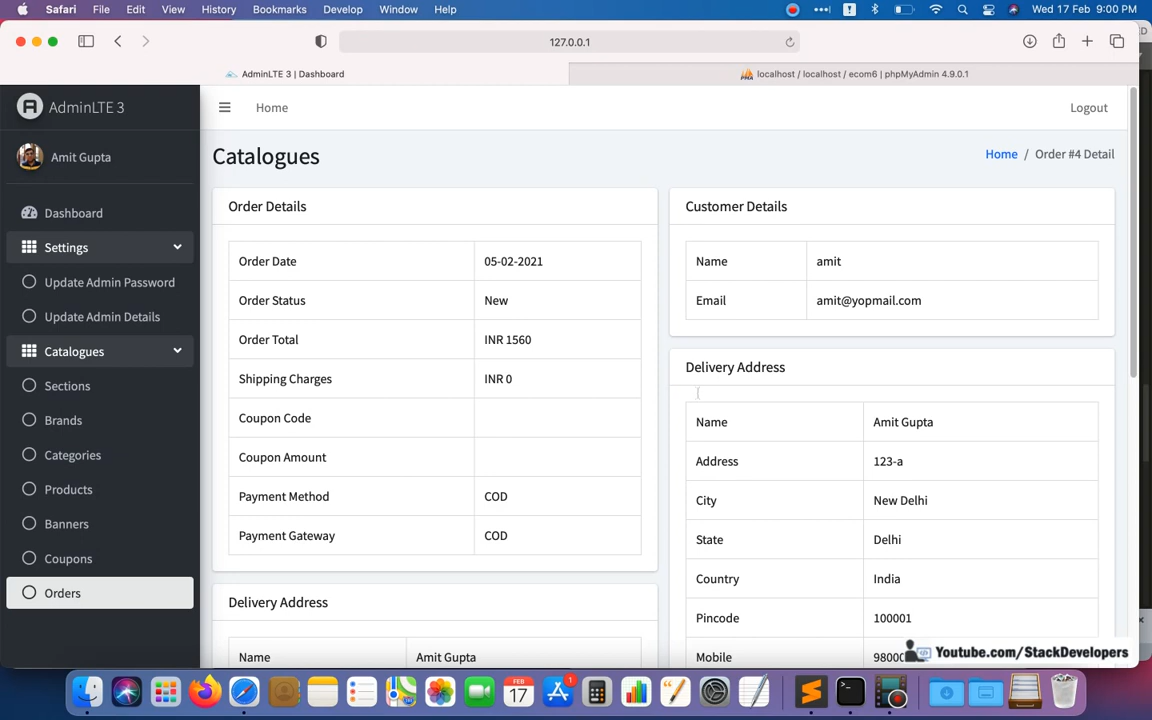 Safari File Edit View History Bookmarks Develop Window Help Wed 17 Feb 9:00 PM
127.0.0.1
AdminLTE 3 | Dashboard
localhost / localhost / ecom6 | phpMyAdmin 4.9.0.1
AdminLTE 3
Home
Logout
Amit Gupta
Dashboard
Settings
Update Admin Password
Update Admin Details
Catalogues
Sections
Brands
Categories
Products
Banners
Coupons
Orders
Catalogues
Home / Order #4 Detail
Order Details
Order Date 05-02-2021
Order Status New
Order Total INR 1560
Shipping Charges INR 0
Coupon Code
Coupon Amount
Payment Method COD
Payment Gateway COD
Delivery Address
Name Amit Gupta
Customer Details
Name amit
Email amit@yopmail.com
Delivery Address
Name Amit Gupta
Address 123-a
City New Delhi
State Delhi
Country India
Pincode 100001
Mobile
Youtube.com/StackDevelopers
FEB
17